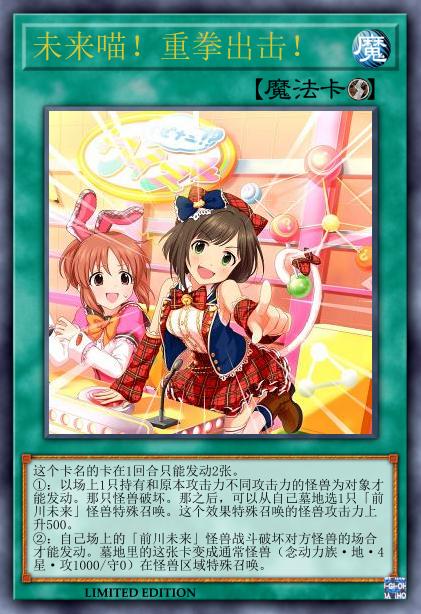 未来喵！重拳出击！
魔
【魔法卡】
这个卡名的卡在1回合只能发动2张。
①：以场上1只持有和原本攻击力不同攻击力的怪兽为对象才
能发动。那只怪兽破坏。那之后，可以从自己墓地选1只「前
川未来」怪兽特殊召唤。这个效果特殊召唤的怪兽攻击力上
升500。
②：自己场上的「前川未来」怪兽战斗破坏对方怪兽的场合
才能发动。墓地里的这张卡变成通常怪兽（念动力族·地·4
星·攻1000/守0）在怪兽区域特殊召唤。
LIMITED EDITION